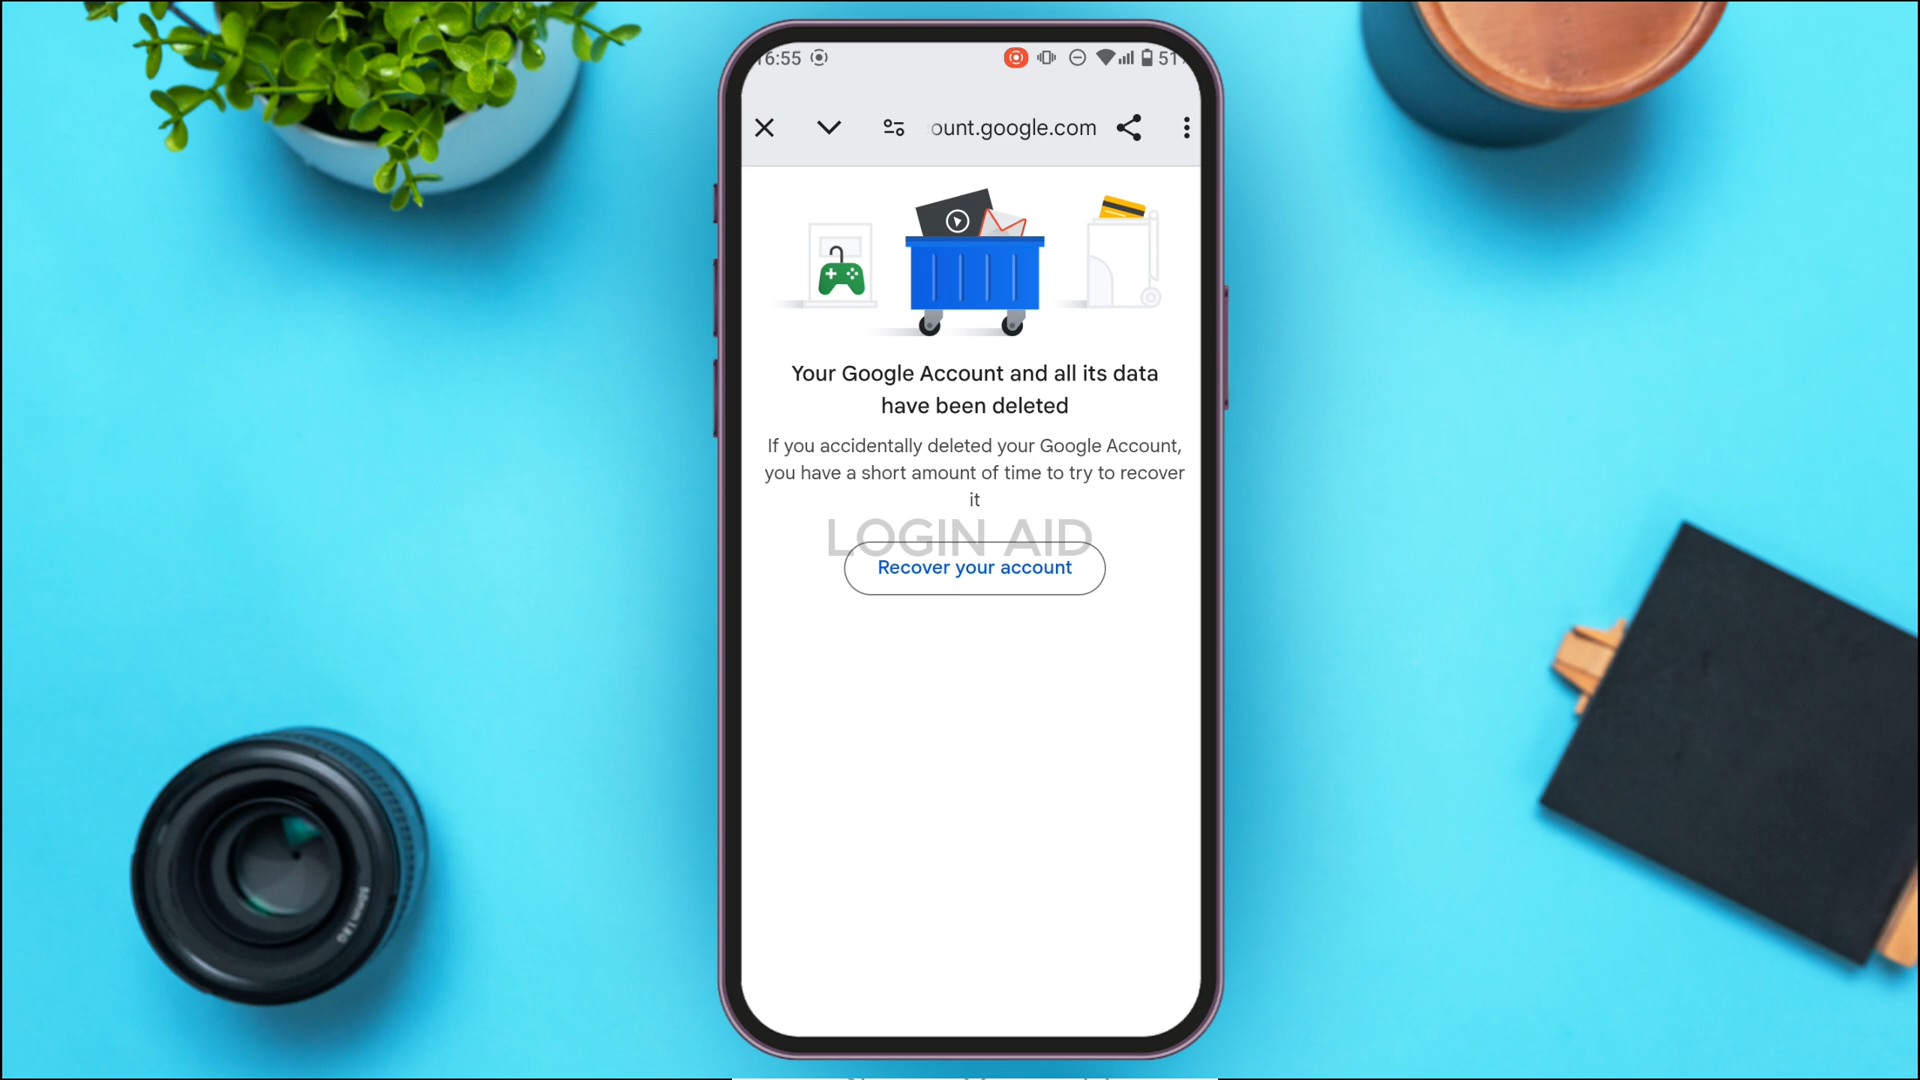 16:55
51
ount.google.com
Your Google Account and all its data
have been deleted
If you accidentally deleted your Google Account,
you have a short amount of time to try to recover
it
LOGIN AID
Recover your account